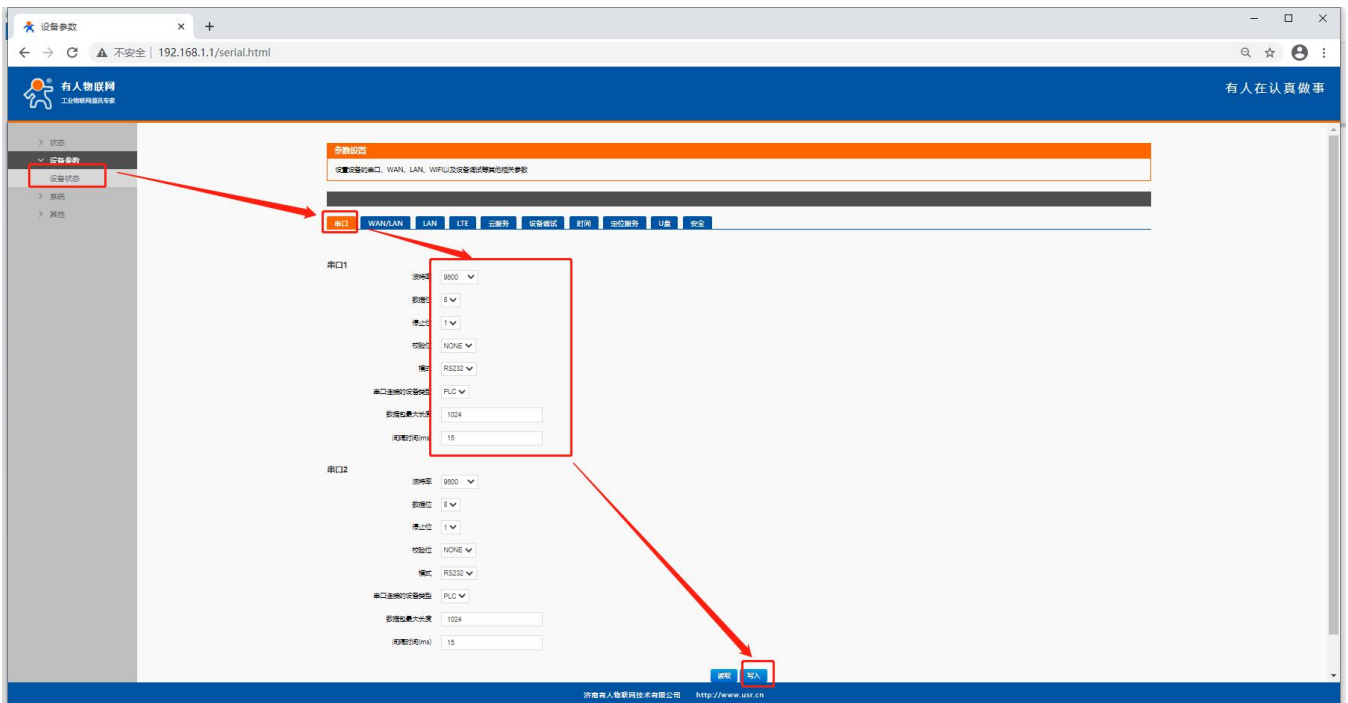 设备参数
不安全 | 192.168.1.1/serial.html
有人物联网
工业物联网通讯专家
有人在认真做事
状态
设备参数
设备状态
系统
其他
参数设置
设置设备的串口、WAN、LAN、WIFI以及设备调试等其他相关参数
串口 WAN/LAN LAN LTE 云服务 设备调试 时间 定位服务 U盘 安全
串口1
波特率 9600
数据位 8
停止位 1
校验位 NONE
模式 RS232
串口连接的设备类型 PLC
数据包最大长度 1024
间隔时间(ms) 15
串口2
波特率 9600
数据位 8
停止位 1
校验位 NONE
模式 RS232
串口连接的设备类型 PLC
数据包最大长度 1024
间隔时间(ms) 15
读取 写入
济南有人物联网技术有限公司 http://www.usr.cn